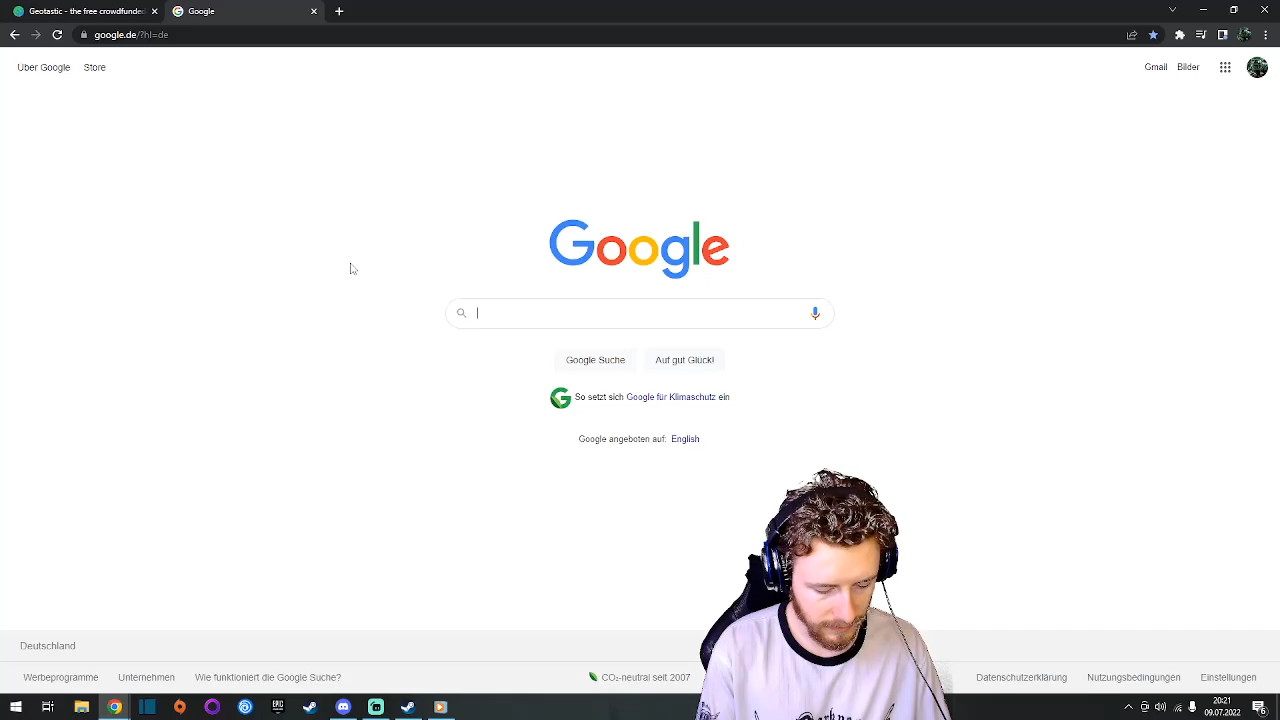 Geotastic - the free crowdfunded
Google
google.de/?hl=de
Über Google Store
Gmail Bilder
Google
Google Suche Auf gut Glück!
So setzt sich Google für Klimaschutz ein
Google angeboten auf: English
Deutschland
Werbeprogramme Unternehmen Wie funktioniert die Google Suche?
CO₂-neutral seit 2007
Datenschutzerklärung Nutzungsbedingungen Einstellungen
EPIC
20:21
09.07.2022